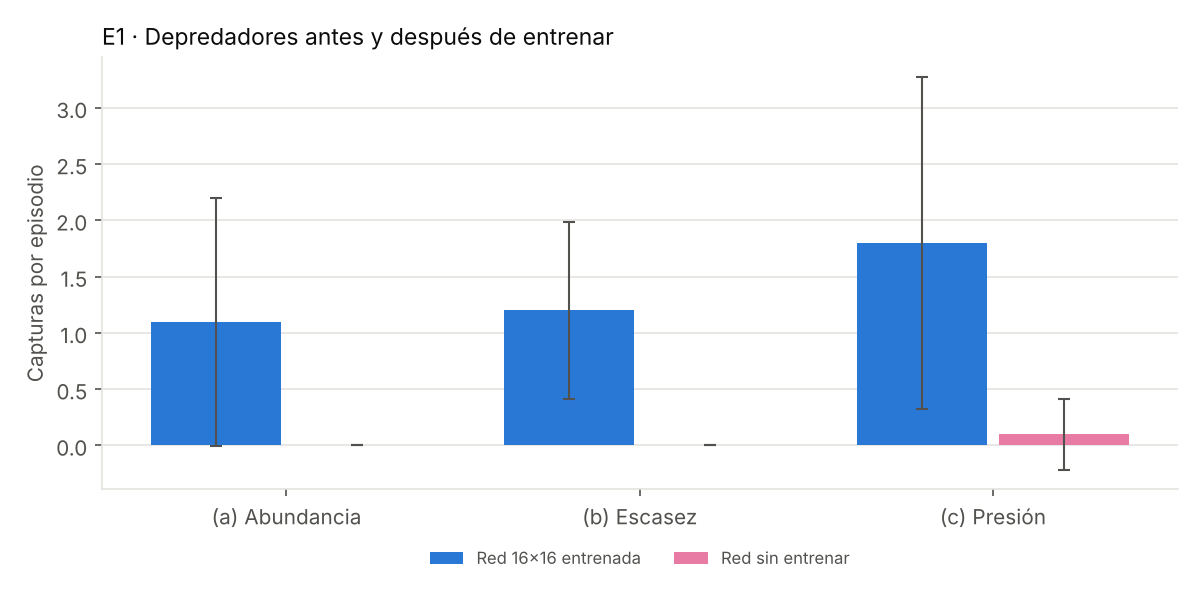 E1 · Depredadores antes y después de entrenar
Capturas por episodio
3.0
2.5
2.0
1.5
1.0
0.5
0.0
(a) Abundancia
(b) Escasez
(c) Presión
Red 16×16 entrenada
Red sin entrenar